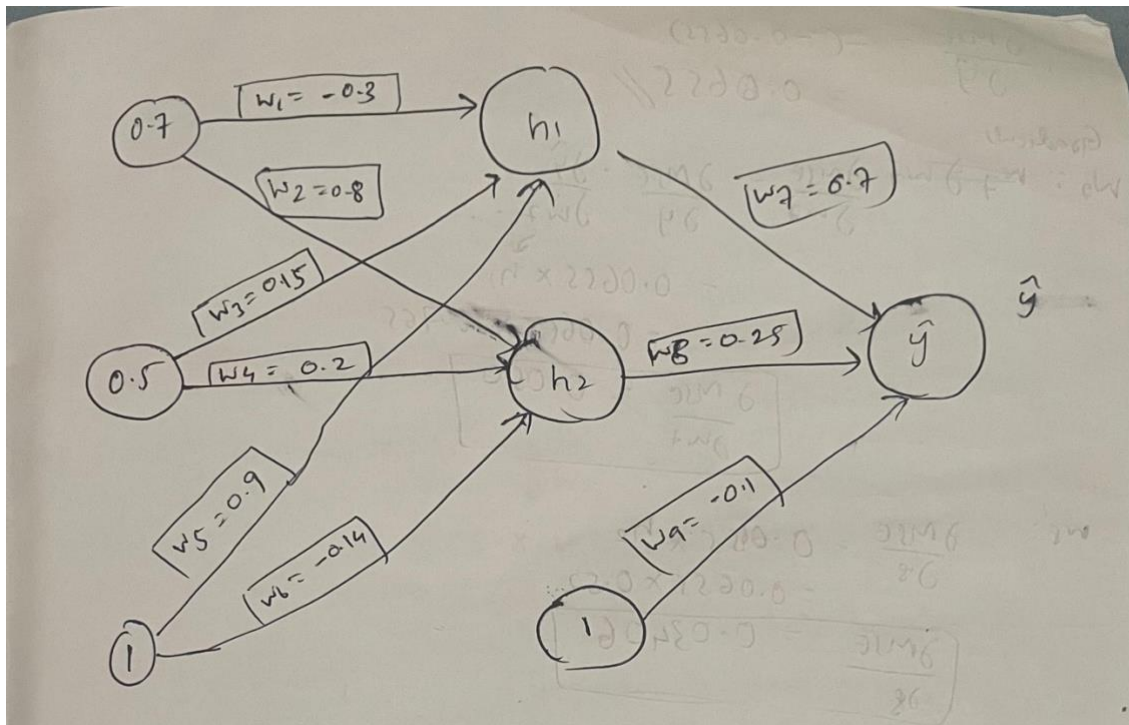 0.7
W1 = -0.3
h1
W2 = 0.8
W7 = 0.7
W3 = 0.15
ŷ
0.5
W4 = 0.2
h2
W8 = 0.25
ŷ
W5 = 0.9
W6 = -0.14
W9 = -0.1
1
1